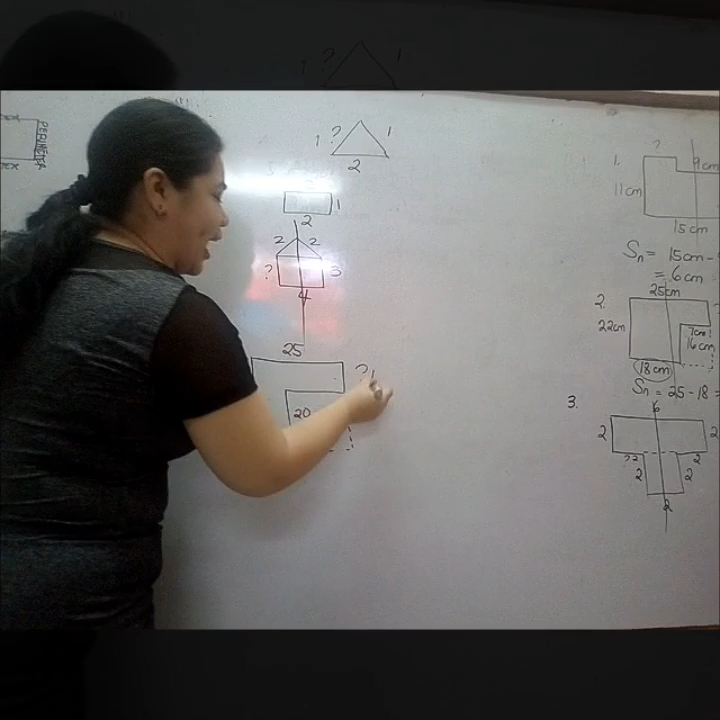 PERIMETER
? 1
2
1
2
2 2
? 3
4
25
?
20
?
1.
9cm
11cm
15cm
Sn = 15cm -
= 6cm
25cm
2.
22cm
7cm
16cm
18cm
Sn = 25 - 18 =
3.
6
2 2
?2 2
2 2
2